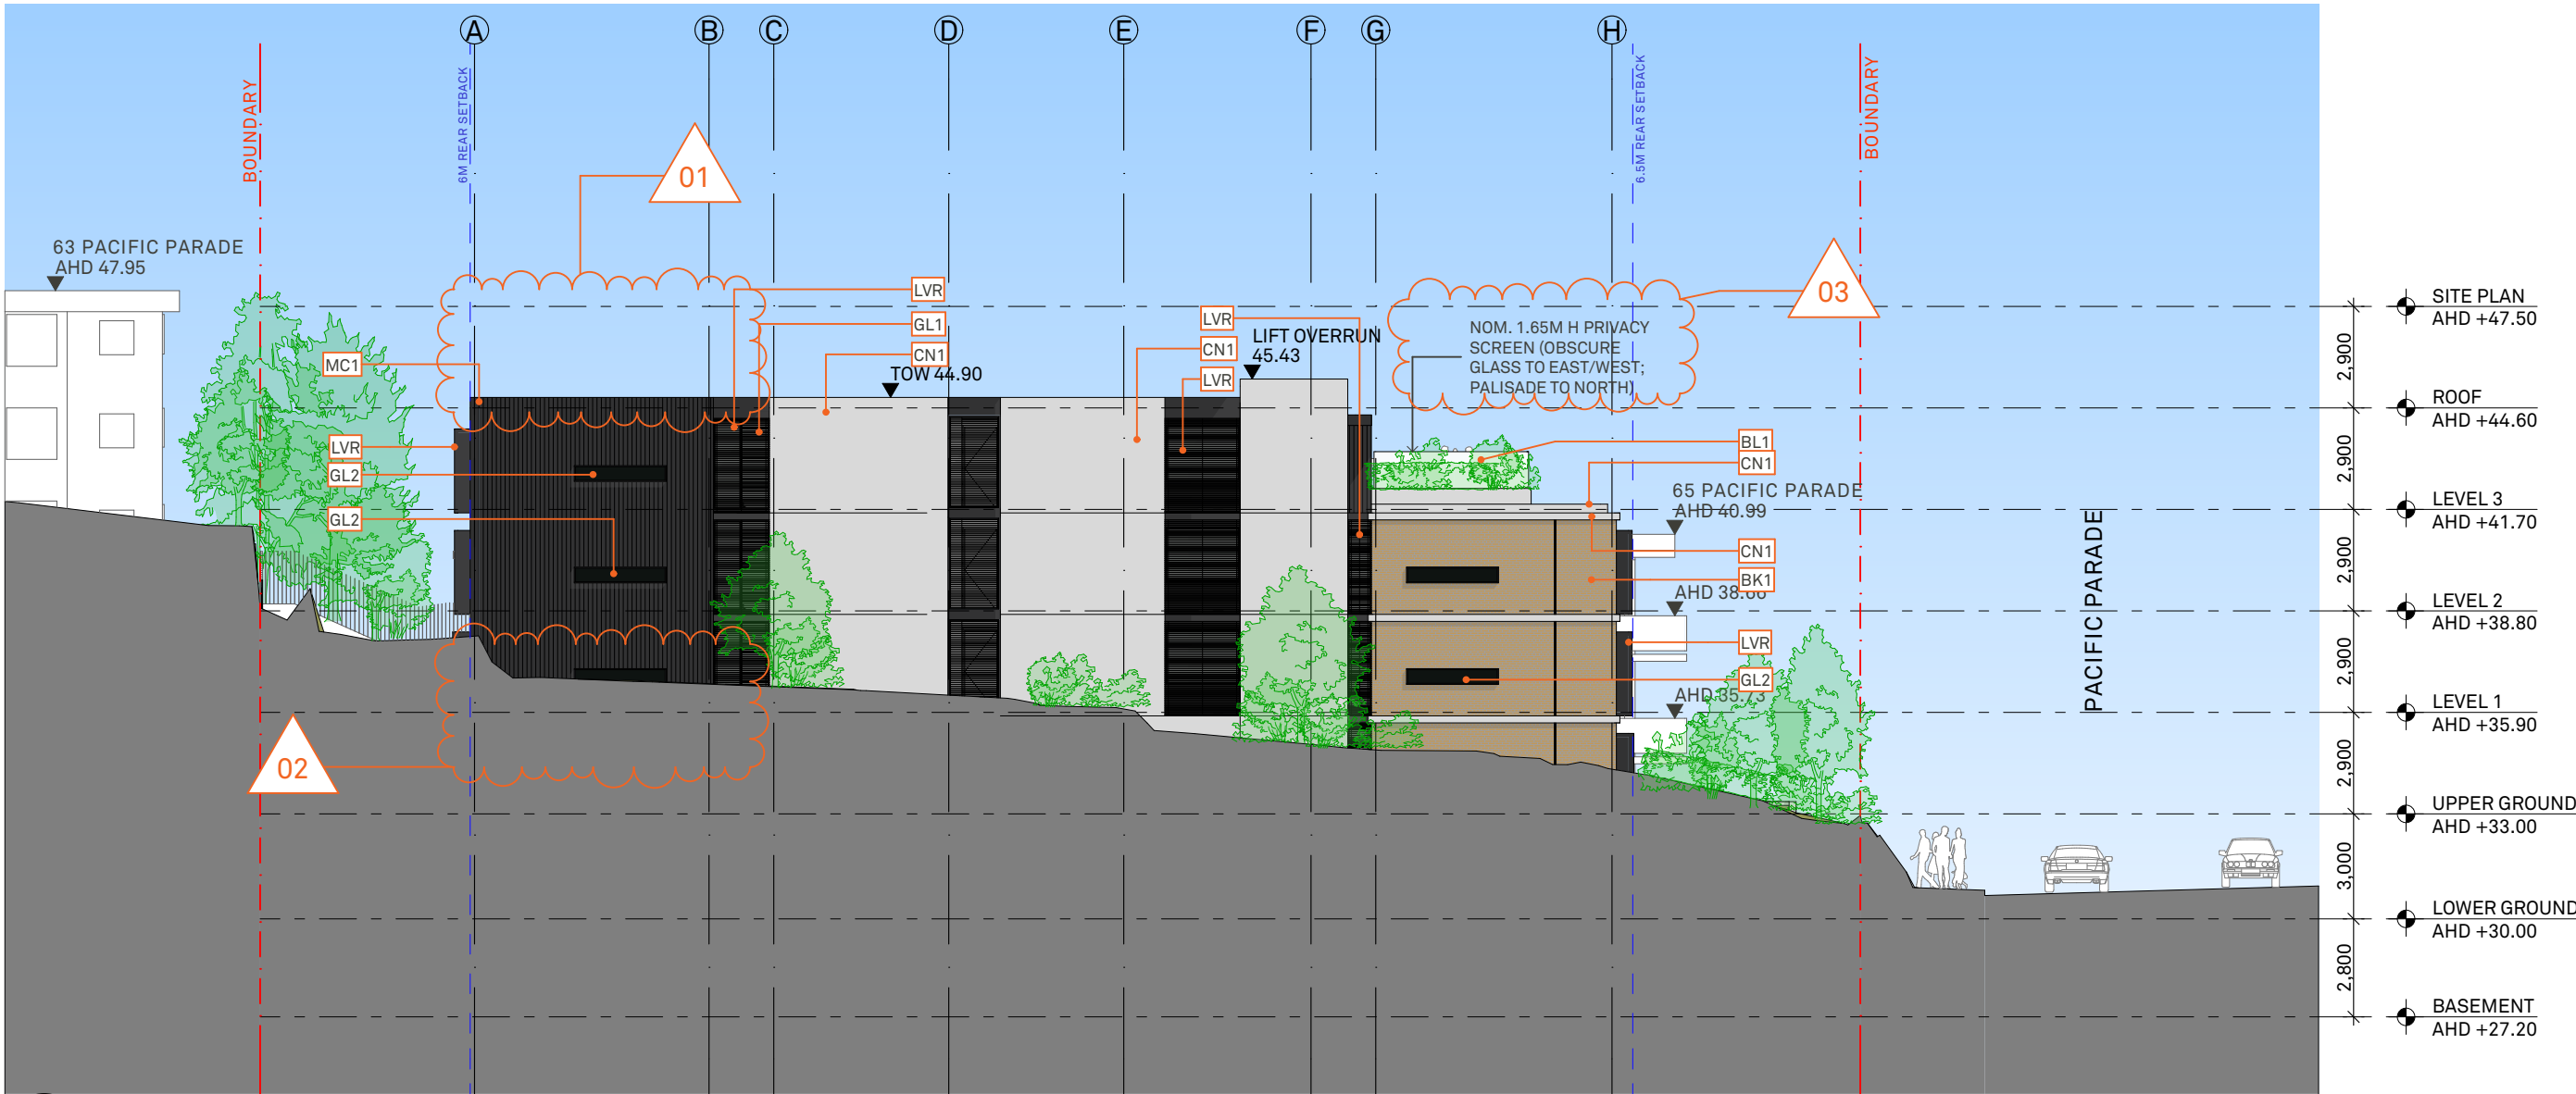 A
B
C
D
E
F
G
H
BOUNDARY
6M REAR SETBACK
6.5M REAR SETBACK
BOUNDARY
01
63 PACIFIC PARADE
AHD 47.95
LVR
GL1
CN1
TOW 44.90
LVR
CN1
LVR
LIFT OVERRUN
45.43
NOM. 1.65M H PRIVACY
SCREEN (OBSCURE
GLASS TO EAST/WEST;
PALISADE TO NORTH)
03
MC1
LVR
GL2
GL2
BL1
CN1
65 PACIFIC PARADE
AHD 40.99
CN1
BK1
AHD 38.66
LVR
GL2
AHD 35.73
02
PACIFIC PARADE
SITE PLAN
AHD +47.50
2,900
ROOF
AHD +44.60
2,900
LEVEL 3
AHD +41.70
2,900
LEVEL 2
AHD +38.80
2,900
LEVEL 1
AHD +35.90
2,900
UPPER GROUND
AHD +33.00
3,000
LOWER GROUND
AHD +30.00
2,800
BASEMENT
AHD +27.20